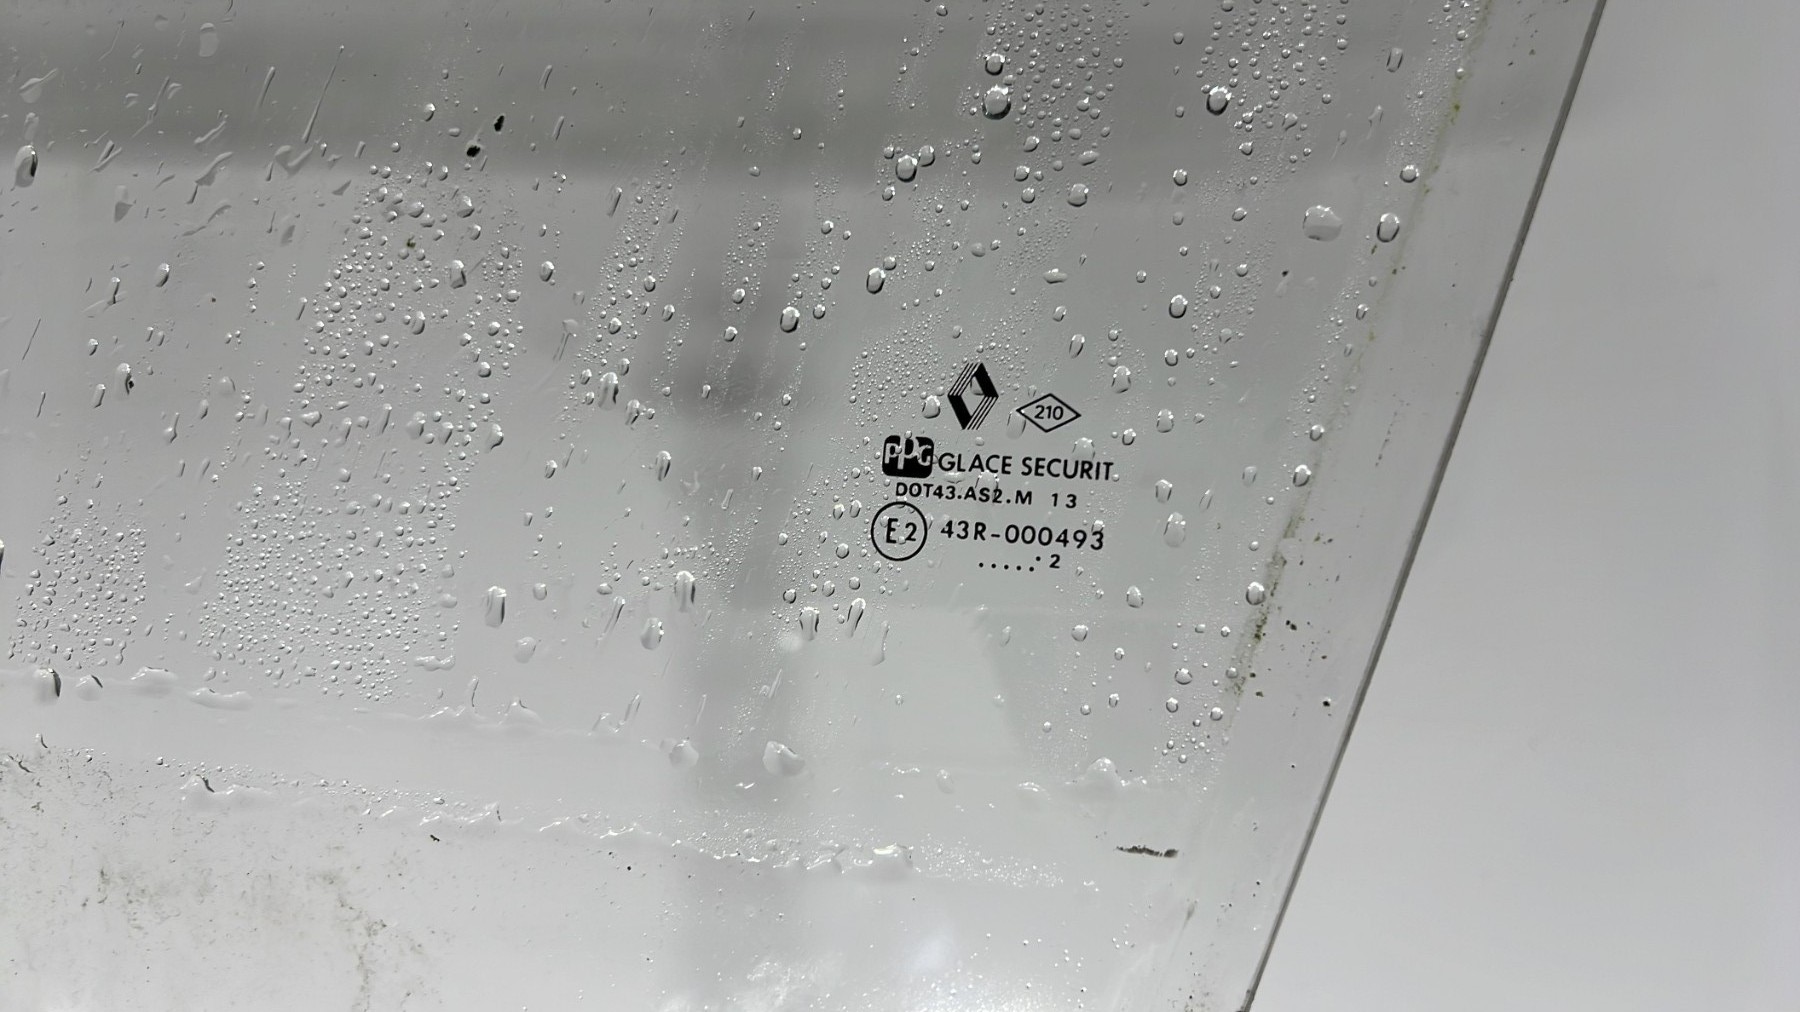 210
PPG GLACE SECURIT.
DOT43.AS2.M 13
E2 43R-000493
.....·2